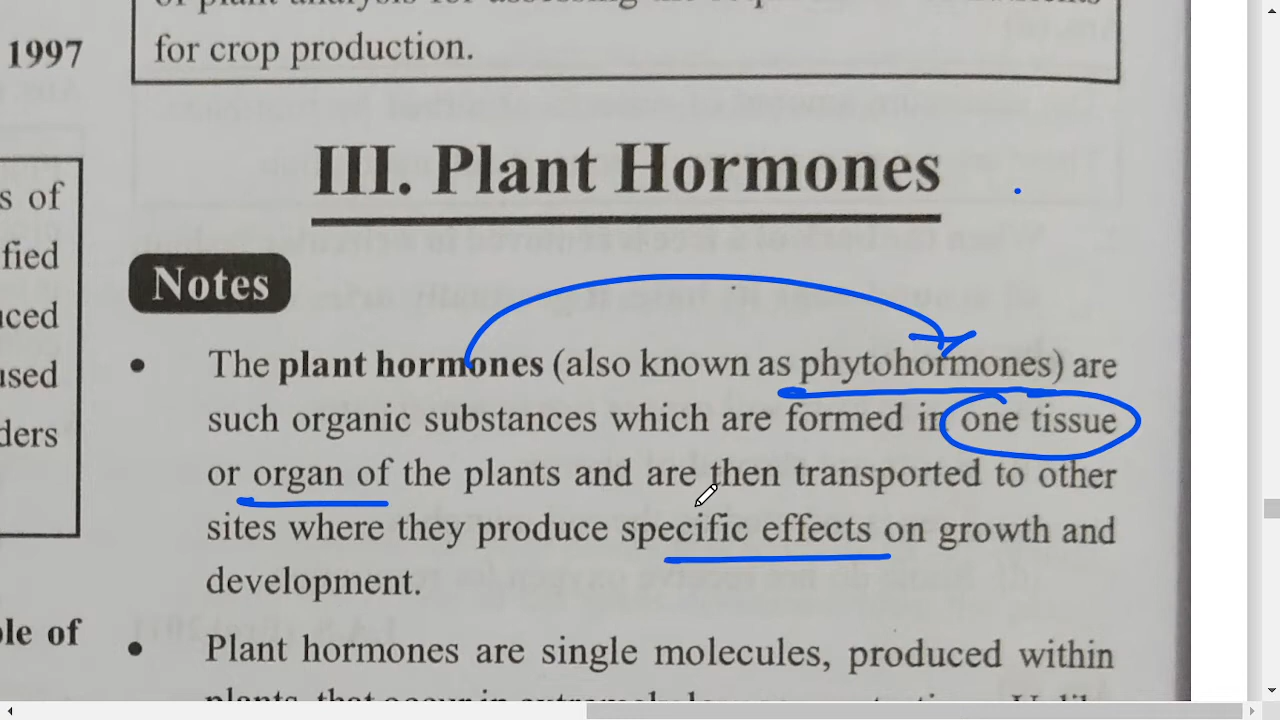 for crop production.
1997
III. Plant Hormones
s of
fied
Notes
used
The plant hormones (also known as phytohormones) are
such organic substances which are formed in one tissue
or organ of the plants and are then transported to other
sites where they produce specific effects on growth and
development.
ders
ole of
Plant hormones are single molecules, produced within